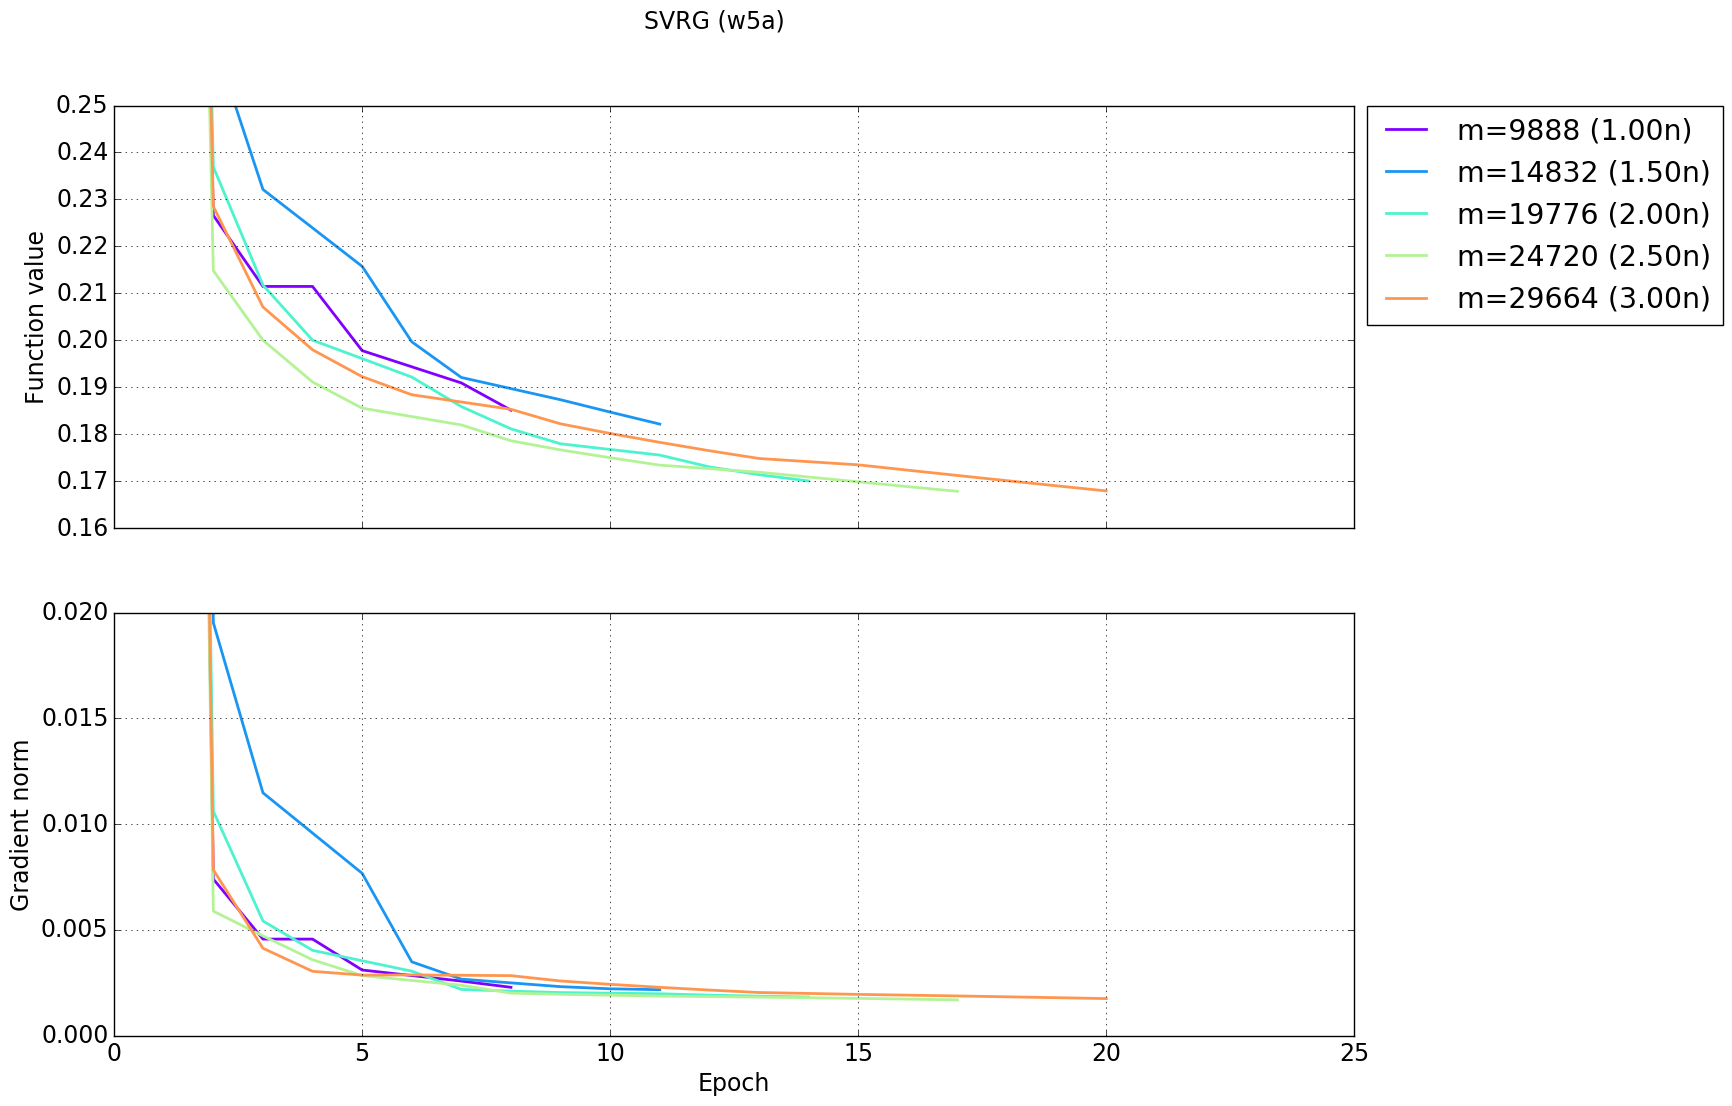 SVRG (w5a)
0.25
0.24
0.23
0.22
0.21
0.20
0.19
0.18
0.17
0.16
Function value
m=9888 (1.00n)
m=14832 (1.50n)
m=19776 (2.00n)
m=24720 (2.50n)
m=29664 (3.00n)
0.020
0.015
0.010
0.005
0.000
Gradient norm
0 5 10 15 20 25
Epoch